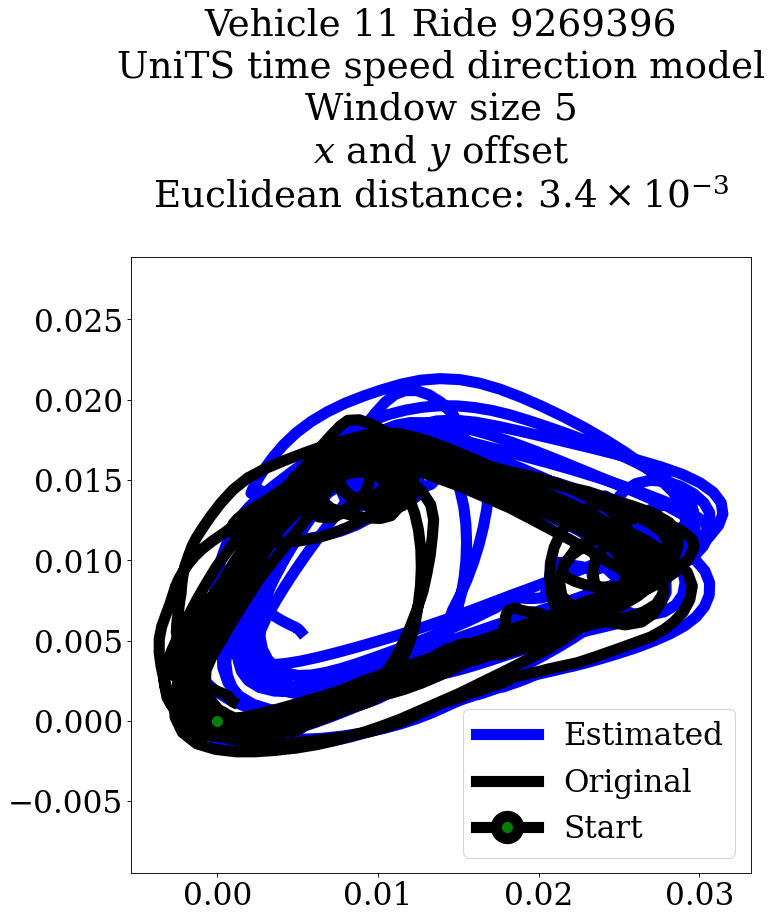 Vehicle 11 Ride 9269396
UniTS time speed direction model
Window size 5
x and y offset
Euclidean distance: 3.4 × 10⁻³
0.025
0.020
0.015
0.010
0.005
0.000
−0.005
Estimated
Original
Start
0.00 0.01 0.02 0.03